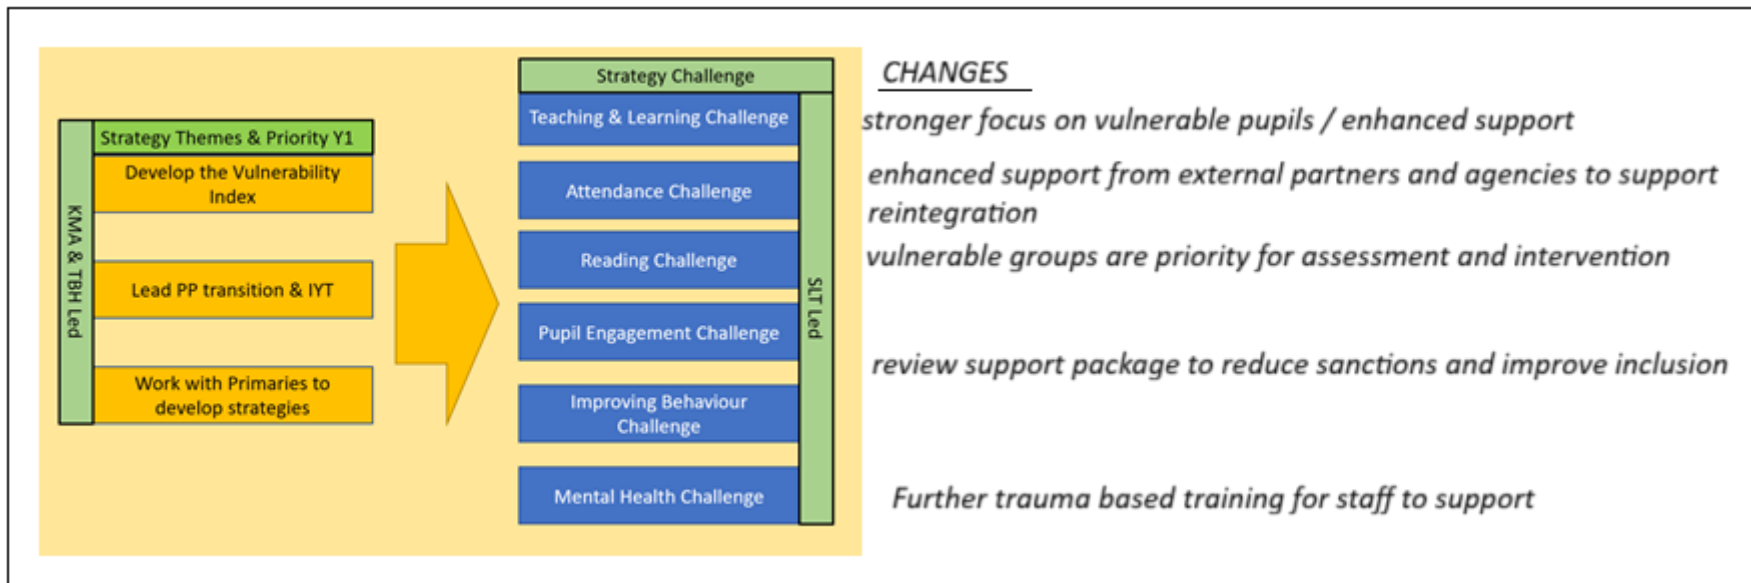 KMA & TBH Led
Strategy Themes & Priority Y1
Develop the Vulnerability
Index
Lead PP transition & IYT
Work with Primaries to
develop strategies
Strategy Challenge
Teaching & Learning Challenge
Attendance Challenge
Reading Challenge
Pupil Engagement Challenge
Improving Behaviour
Challenge
Mental Health Challenge
SLT Led
CHANGES
stronger focus on vulnerable pupils / enhanced support
enhanced support from external partners and agencies to support
reintegration
vulnerable groups are priority for assessment and intervention
review support package to reduce sanctions and improve inclusion
Further trauma based training for staff to support